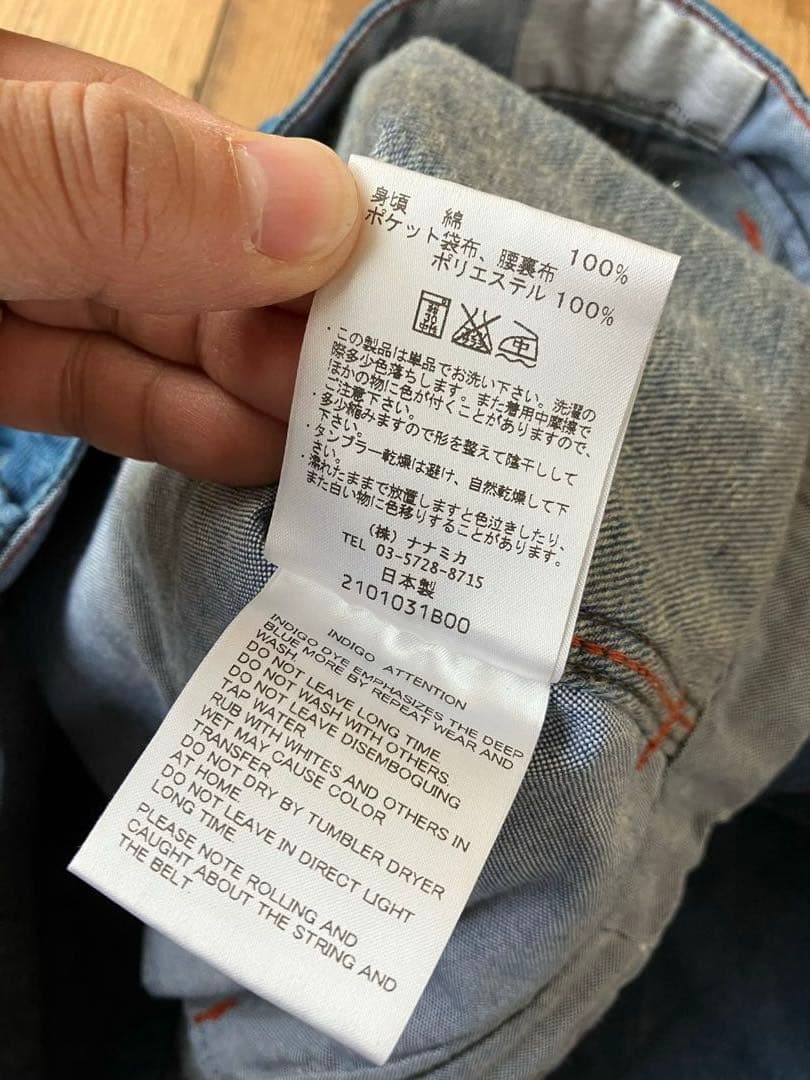 身頃　綿　100%
ポケット袋布、腰裏布
ポリエステル 100%
中
・この製品は単品でお洗い下さい。洗濯の
際多少色落ちします。また着用中摩擦で
ほかの物に色が付くことがありますので、
ご注意下さい。
・多少縮みますので形を整えて陰干しして
下さい。
・タンブラー乾燥は避け、自然乾燥して下
さい。
・濡れたままで放置しますと色泣きしたり、
また白い物に色移りすることがあります。
(株) ナナミカ
TEL 03-5728-8715
日本製
2101031B00
INDIGO ATTENTION
INDIGO DYE EMPHASIZES THE DEEP
BLUE MORE BY REPEAT WEAR AND
WASH.
DO NOT LEAVE LONG TIME.
DO NOT WASH WITH OTHERS
DO NOT LEAVE DISEMBOGUING
TAP WATER
RUB WITH WHITES AND OTHERS IN
WET MAY CAUSE COLOR
TRANSFER
DO NOT DRY BY TUMBLER DRYER
AT HOME
DO NOT LEAVE IN DIRECT LIGHT
LONG TIME
PLEASE NOTE ROLLING AND
CAUGHT ABOUT THE STRING AND
THE BELT